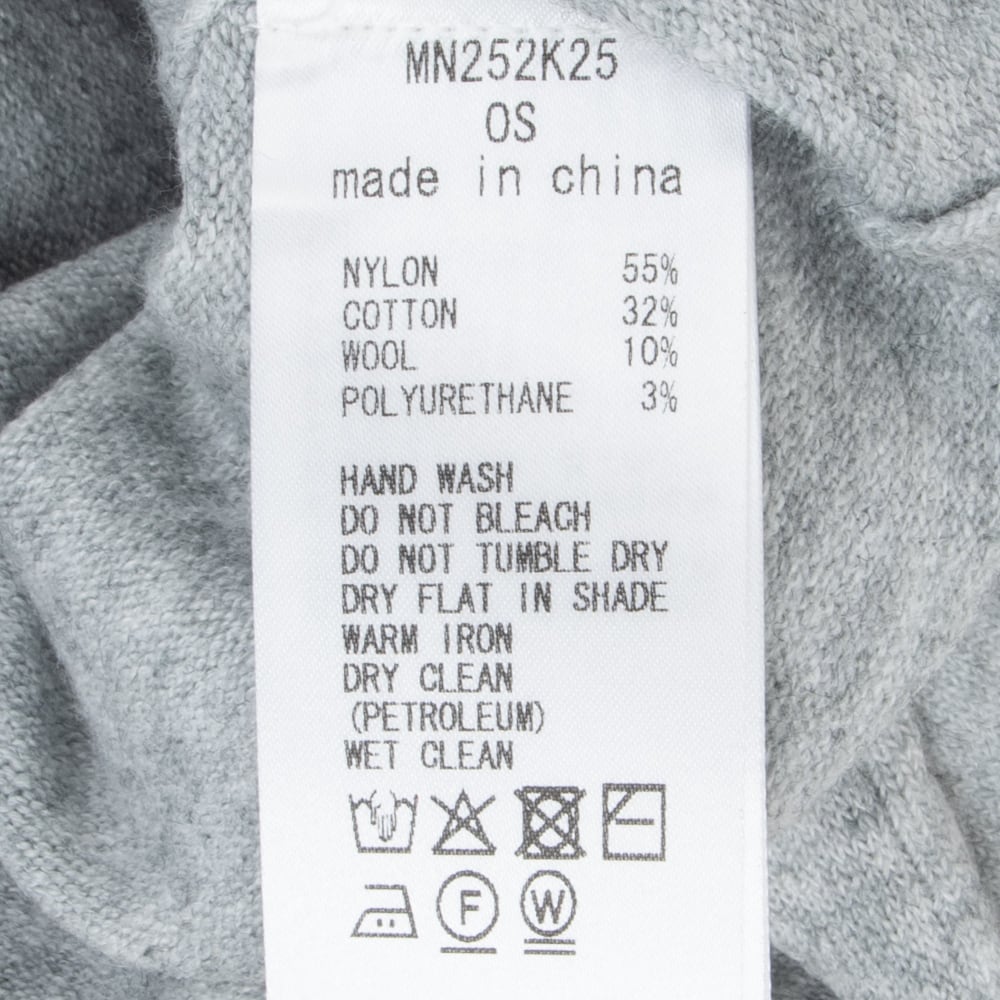 MN252K25
OS
made in china
NYLON 55%
COTTON 32%
WOOL 10%
POLYURETHANE 3%
HAND WASH
DO NOT BLEACH
DO NOT TUMBLE DRY
DRY FLAT IN SHADE
WARM IRON
DRY CLEAN
(PETROLEUM)
WET CLEAN
F W